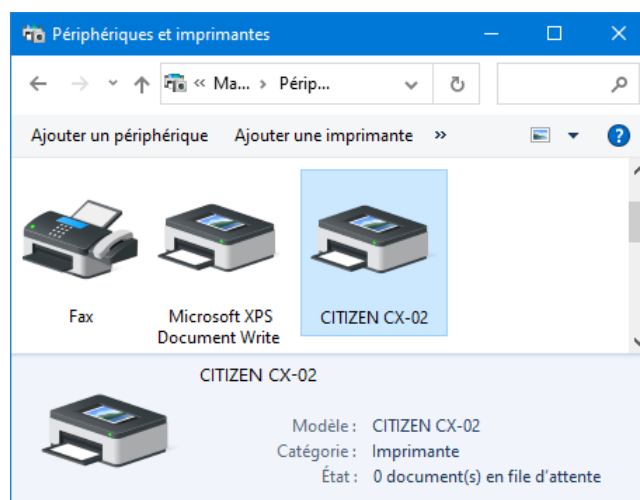 Périphériques et imprimantes
« Ma... › Périp...
Ajouter un périphérique Ajouter une imprimante »
Fax
Microsoft XPS
Document Write
CITIZEN CX-02
CITIZEN CX-02
Modèle : CITIZEN CX-02
Catégorie : Imprimante
État : 0 document(s) en file d'attente